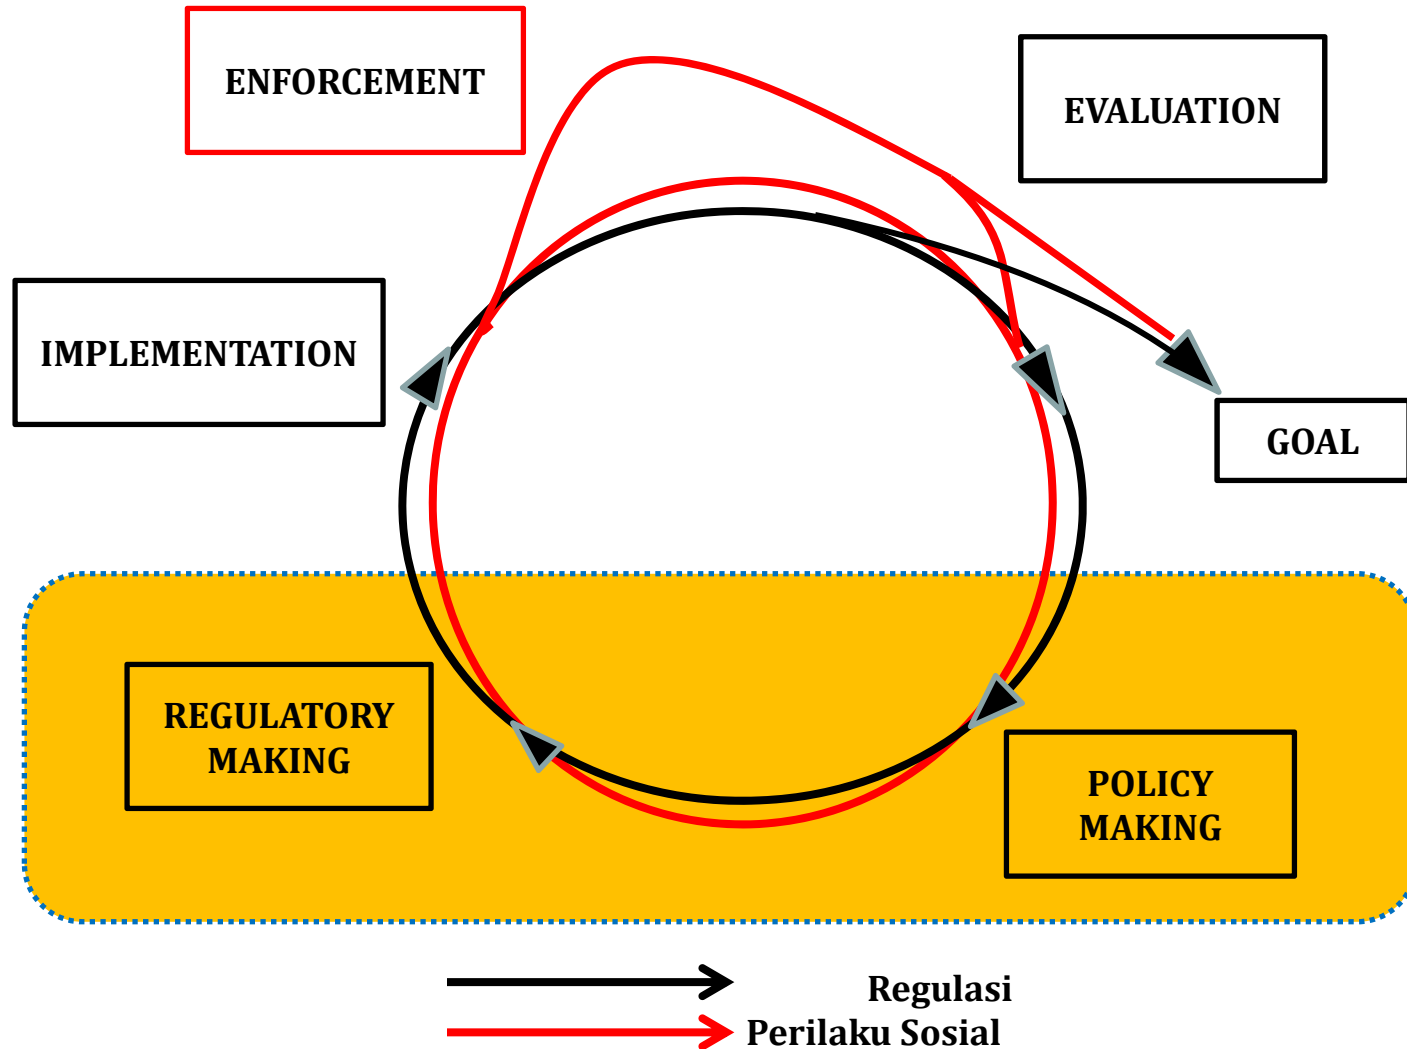 ENFORCEMENT
EVALUATION
IMPLEMENTATION
GOAL
REGULATORY
MAKING
POLICY
MAKING
Regulasi
Perilaku Sosial